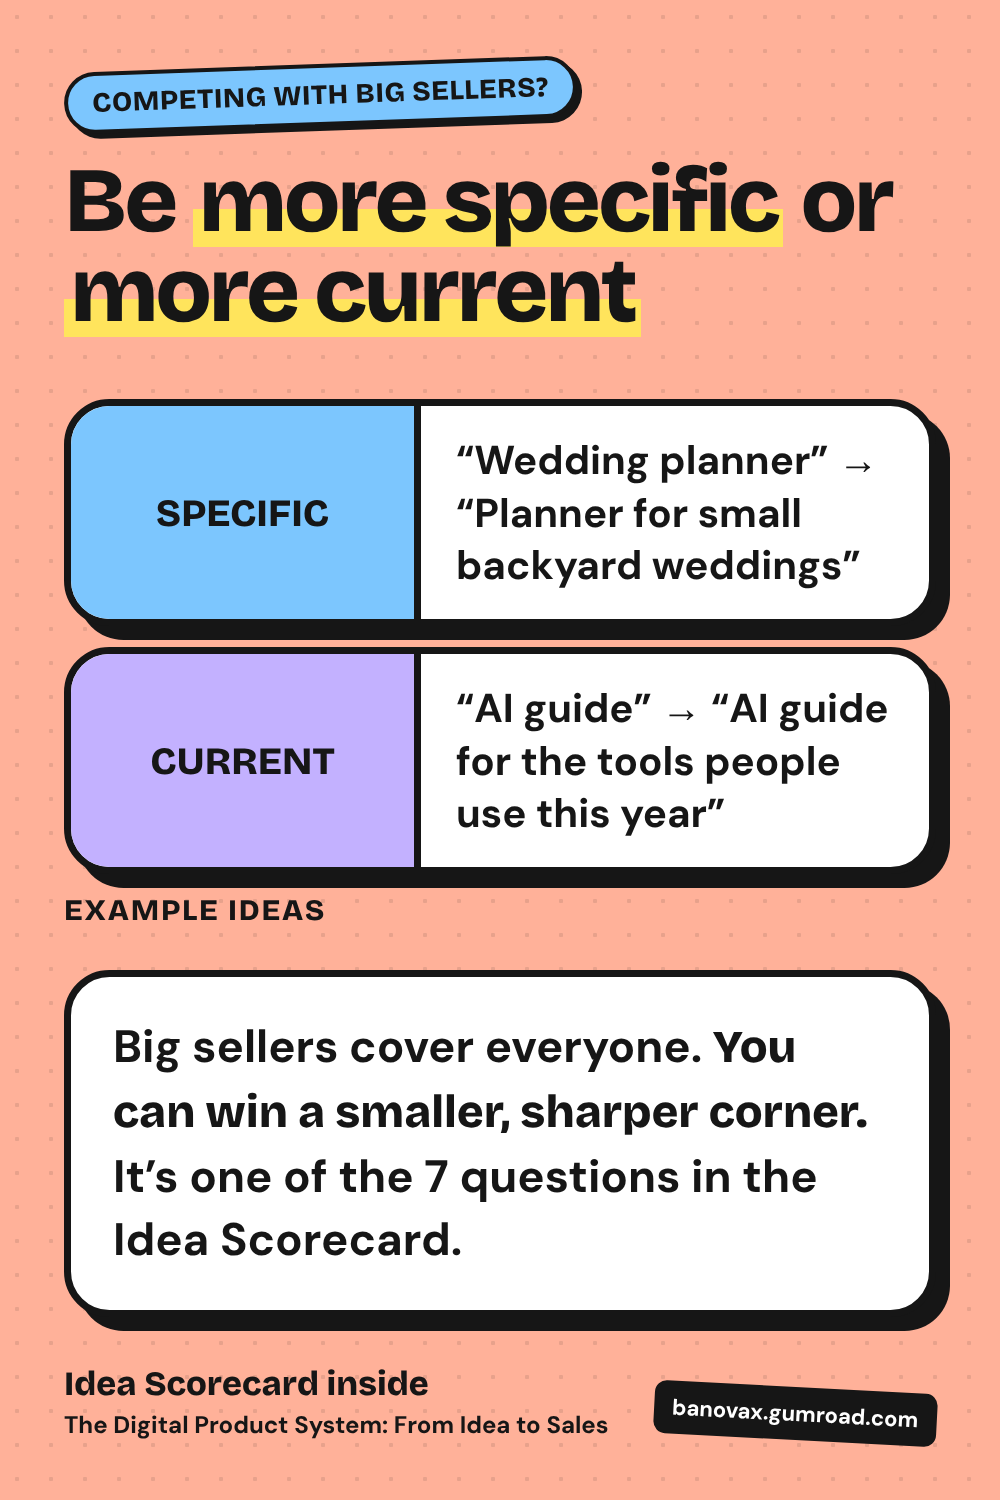 COMPETING WITH BIG SELLERS?
Be more specific or
more current
SPECIFIC
“Wedding planner” →
“Planner for small
backyard weddings”
CURRENT
“AI guide” → “AI guide
for the tools people
use this year”
EXAMPLE IDEAS
Big sellers cover everyone. You
can win a smaller, sharper corner.
It’s one of the 7 questions in the
Idea Scorecard.
Idea Scorecard inside
The Digital Product System: From Idea to Sales
banovax.gumroad.com